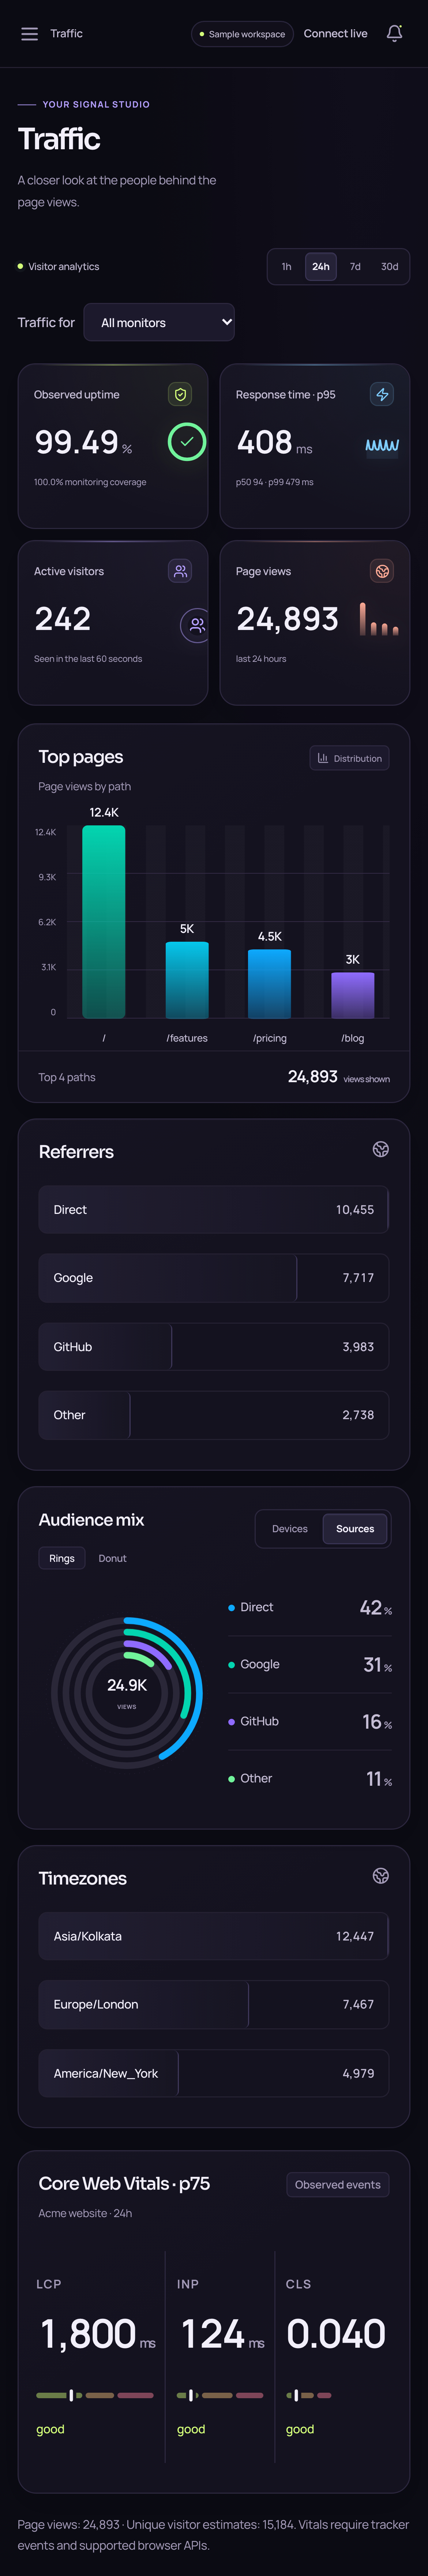 Traffic
Sample workspace
Connect live
YOUR SIGNAL STUDIO
Traffic
A closer look at the people behind the
page views.
Visitor analytics
1h 24h 7d 30d
Traffic for All monitors
Observed uptime
99.49 %
100.0% monitoring coverage
Response time · p95
408 ms
p50 94 · p99 479 ms
Active visitors
242
Seen in the last 60 seconds
Page views
24,893
last 24 hours
Top pages
Distribution
Page views by path
12.4K
12.4K
9.3K
6.2K
3.1K
0
5K
4.5K
3K
/ /features /pricing /blog
Top 4 paths
24,893 views shown
Referrers
Direct 10,455
Google 7,717
GitHub 3,983
Other 2,738
Audience mix
Devices Sources
Rings Donut
24.9K
VIEWS
Direct 42%
Google 31%
GitHub 16%
Other 11%
Timezones
Asia/Kolkata 12,447
Europe/London 7,467
America/New_York 4,979
Core Web Vitals · p75
Observed events
Acme website · 24h
LCP
1,800 ms
good
INP
124 ms
good
CLS
0.040
good
Page views: 24,893 · Unique visitor estimates: 15,184. Vitals require tracker
events and supported browser APIs.